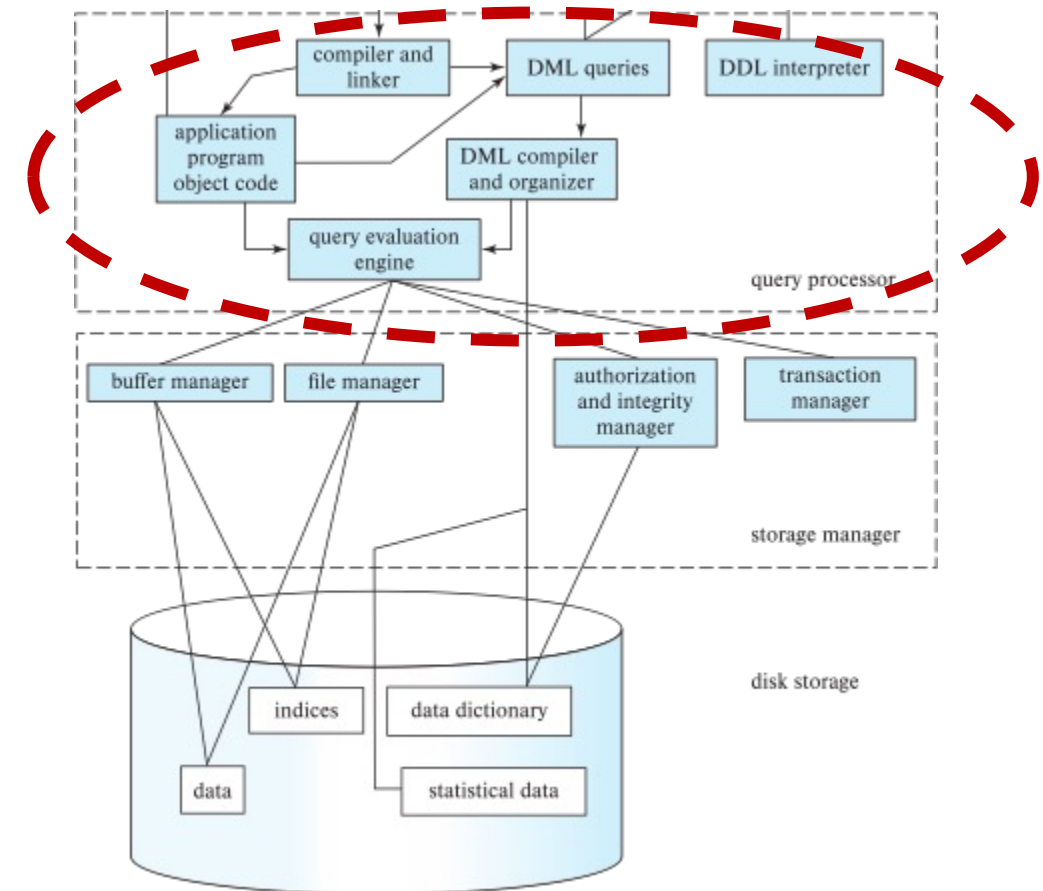 compiler and
linker
DML queries
DDL interpreter
application
program
object code
DML compiler
and organizer
query evaluation
engine
query processor
buffer manager
file manager
authorization
and integrity
manager
transaction
manager
storage manager
disk storage
indices
data dictionary
data
statistical data